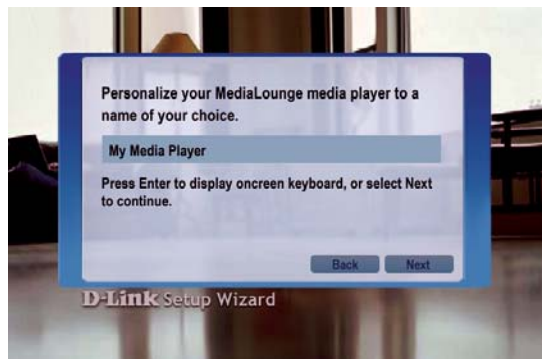 Personalize your MediaLounge media player to a
name of your choice.
My Media Player
Press Enter to display oncreen keyboard, or select Next
to continue.
Back Next
D-Link Setup Wizard